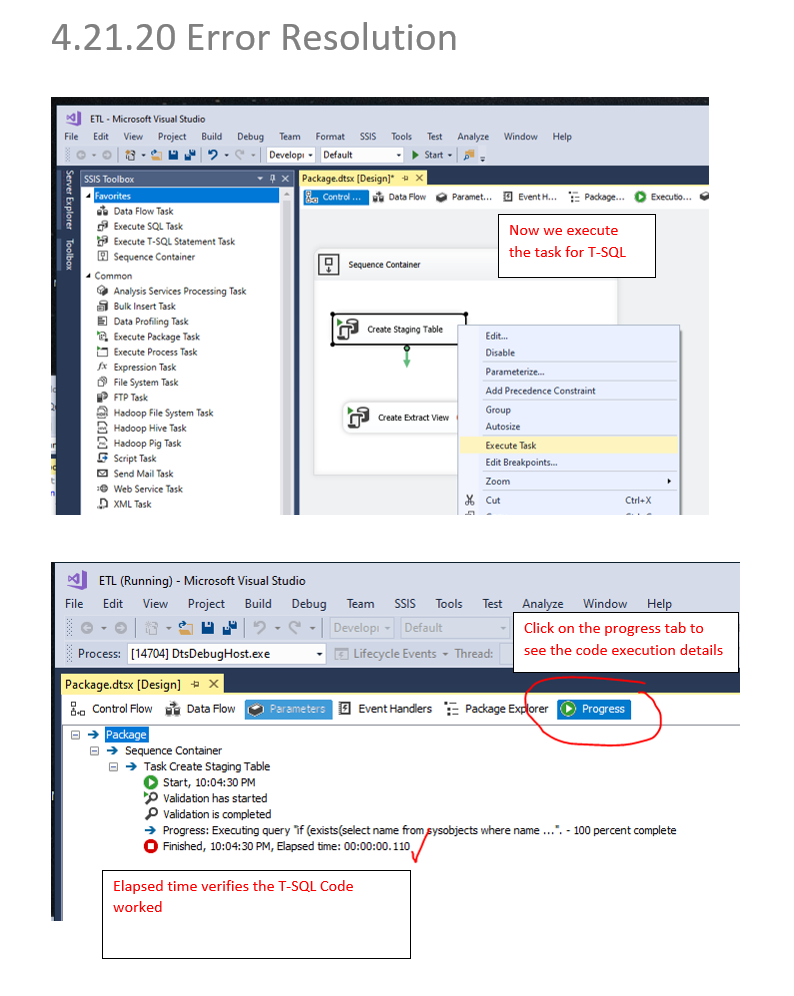 4.21.20 Error Resolution
ETL - Microsoft Visual Studio
File Edit View Project Build Debug Team Format SSIS Tools Test Analyze Window Help
Develop Default Start
Server Explorer
Toolbox
SSIS Toolbox
Package.dtsx [Design]*
Favorites
Control ... Data Flow Paramet... Event H... Package... Executio...
Data Flow Task
Execute SQL Task
Execute T-SQL Statement Task
Sequence Container
Common
Analysis Services Processing Task
Bulk Insert Task
Data Profiling Task
Execute Package Task
Execute Process Task
Expression Task
File System Task
FTP Task
Hadoop File System Task
Hadoop Hive Task
Hadoop Pig Task
Script Task
Send Mail Task
Web Service Task
XML Task
Now we execute
the task for T-SQL
Sequence Container
Create Staging Table
Create Extract View
Edit...
Disable
Parameterize...
Add Precedence Constraint
Group
Autosize
Execute Task
Edit Breakpoints...
Zoom
Cut Ctrl+X
ETL (Running) - Microsoft Visual Studio
File Edit View Project Build Debug Team SSIS Tools Test Analyze Window Help
Develop Default
Click on the progress tab to
see the code execution details
Process: [14704] DtsDebugHost.exe Lifecycle Events Thread:
Package.dtsx [Design]
Control Flow Data Flow Parameters Event Handlers Package Explorer Progress
Package
Sequence Container
Task Create Staging Table
Start, 10:04:30 PM
Validation has started
Validation is completed
Progress: Executing query "if (exists(select name from sysobjects where name ...". - 100 percent complete
Finished, 10:04:30 PM, Elapsed time: 00:00:00.110
Elapsed time verifies the T-SQL Code
worked